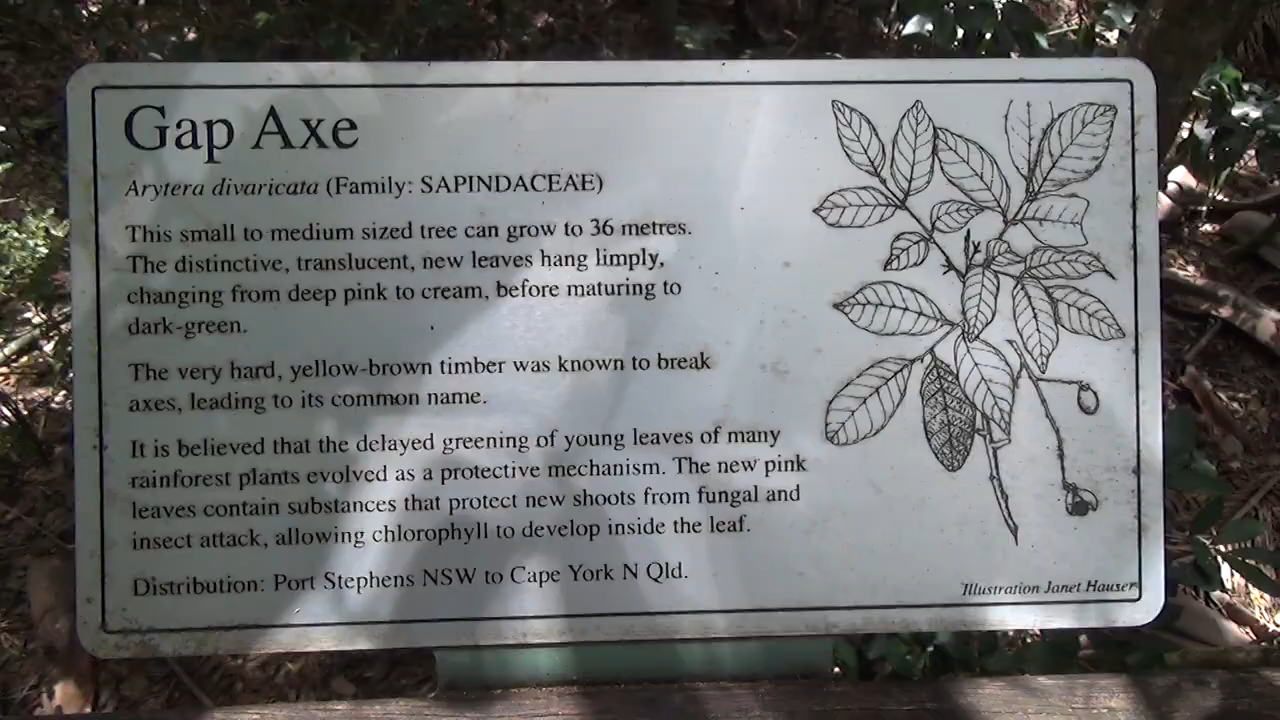 Gap Axe
Arytera divaricata (Family: SAPINDACEAE)
This small to medium sized tree can grow to 36 metres.
The distinctive, translucent, new leaves hang limply,
changing from deep pink to cream, before maturing to
dark-green.
The very hard, yellow-brown timber was known to break
axes, leading to its common name.
It is believed that the delayed greening of young leaves of many
rainforest plants evolved as a protective mechanism. The new pink
leaves contain substances that protect new shoots from fungal and
insect attack, allowing chlorophyll to develop inside the leaf.
Distribution: Port Stephens NSW to Cape York N Qld.
Illustration Janet Hauser